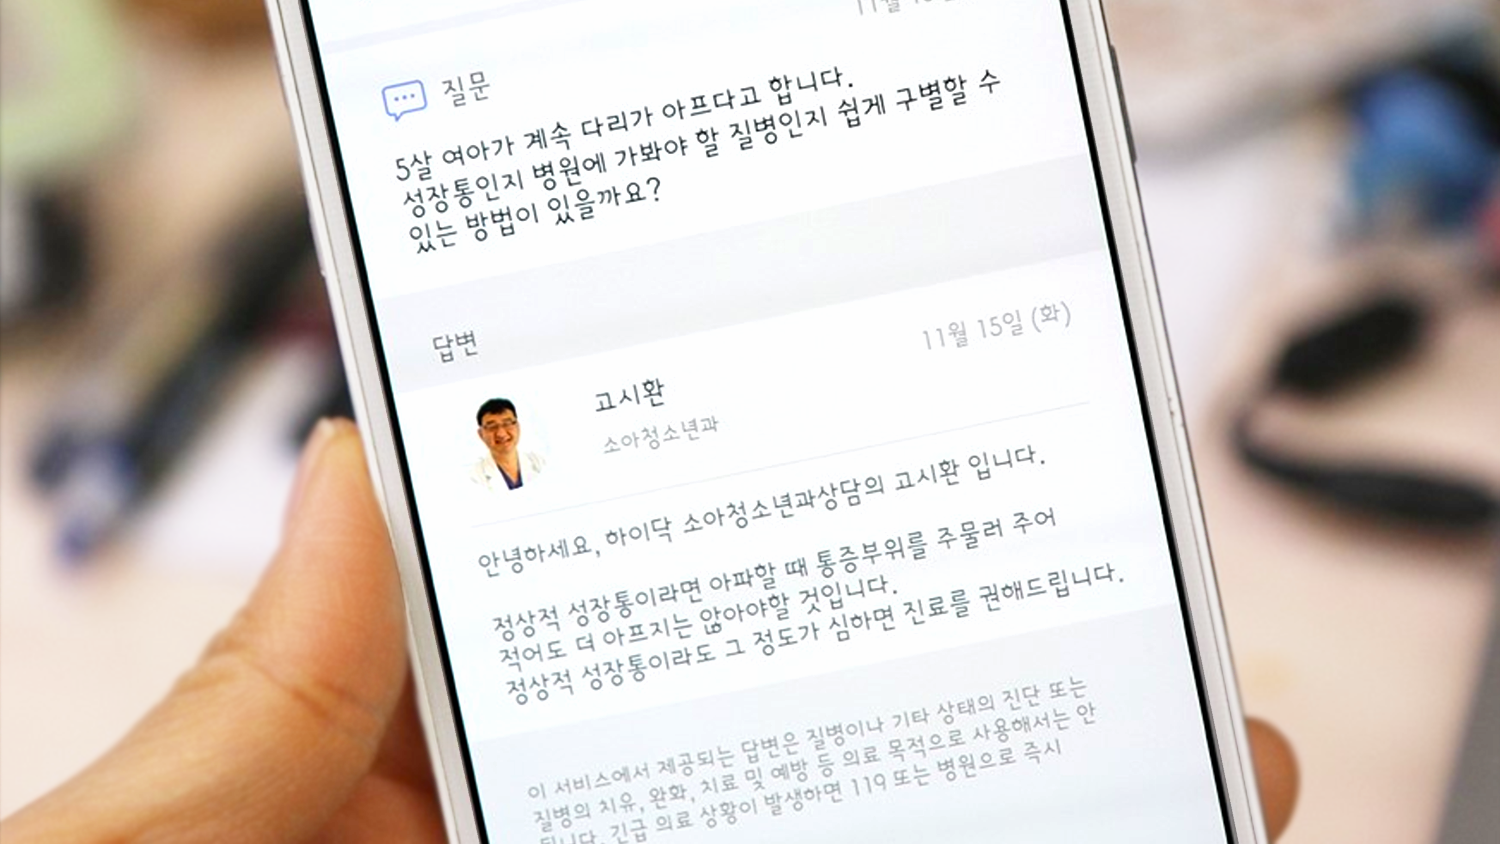 질문
5살 여아가 계속 다리가 아프다고 합니다.
성장통인지 병원에 가봐야 할 질병인지 쉽게 구별할 수
있는 방법이 있을까요?
답변
11월 15일 (화)
고시환
소아청소년과
안녕하세요, 하이닥 소아청소년과상담의 고시환 입니다.
정상적 성장통이라면 아파할 때 통증부위를 주물러 주어
적어도 더 아프지는 않아야할 것입니다.
정상적 성장통이라도 그 정도가 심하면 진료를 권해드립니다.
이 서비스에서 제공되는 답변은 질병이나 기타 상태의 진단 또는
질병의 치유, 완화, 치료 및 예방 등 의료 목적으로 사용해서는 안
됩니다. 긴급 의료 상황이 발생하면 119 또는 병원으로 즉시